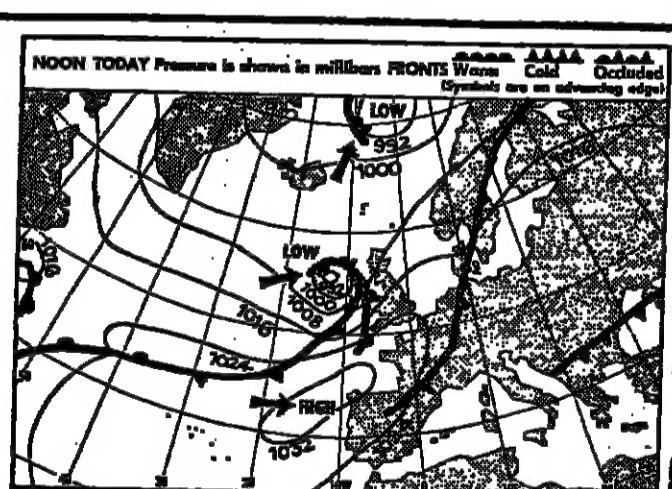 NOON TODAY Pressure is shown in millibars FRONTS Warm Cold Occluded
(Symbols are on advancing edge)
LOW
992
1000
LOW
1016
1000
1008
1016
1024
HIGH
1032